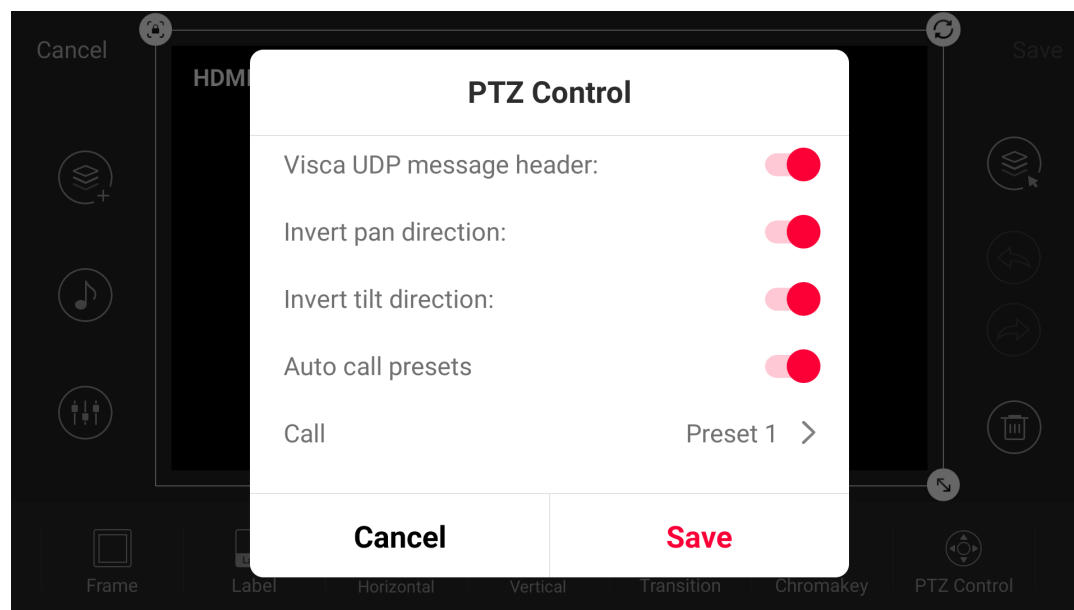 Cancel
Save
HDMI
PTZ Control
Visca UDP message header:
Invert pan direction:
Invert tilt direction:
Auto call presets
Call
Preset 1
Cancel
Save
Frame
Label
Horizontal
Vertical
Transition
Chromakey
PTZ Control